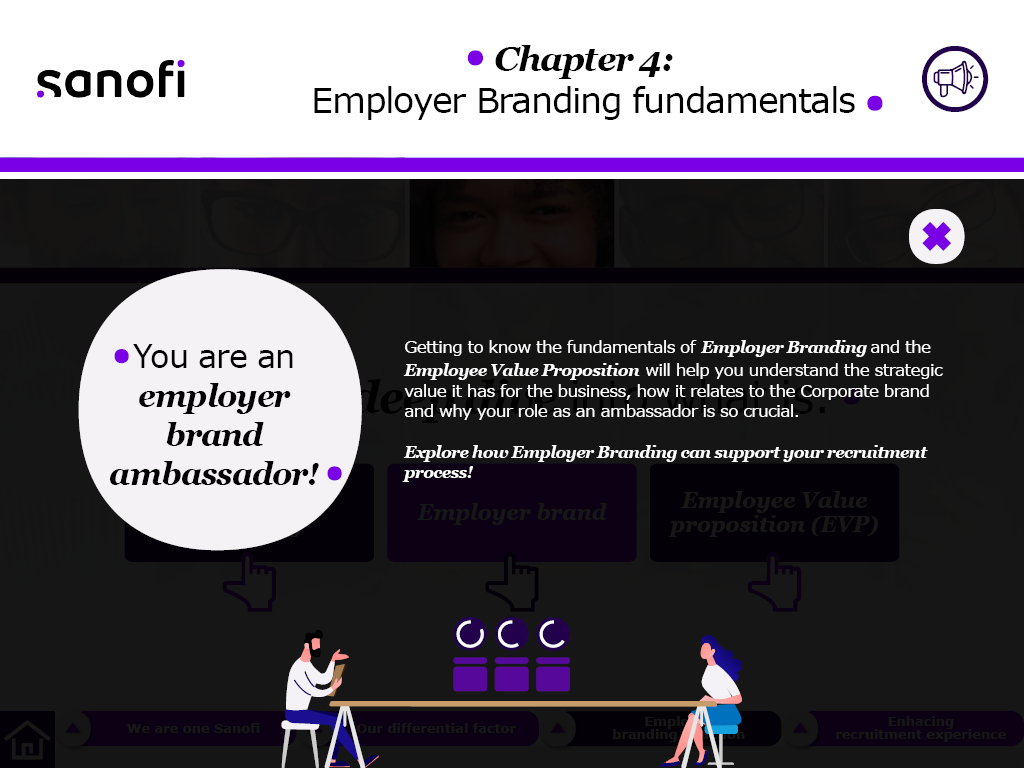 sanofi
Chapter 4:
Employer Branding fundamentals
You are an
employer
brand
ambassador!
Getting to know the fundamentals of Employer Branding and the
Employee Value Proposition will help you understand the strategic
value it has for the business, how it relates to the Corporate brand
and why your role as an ambassador is so crucial.
Explore how Employer Branding can support your recruitment
process!
Employer brand
Employee Value
proposition (EVP)
We are one Sanofi
Our differential factor
branding
Enhacing
recruitment experience